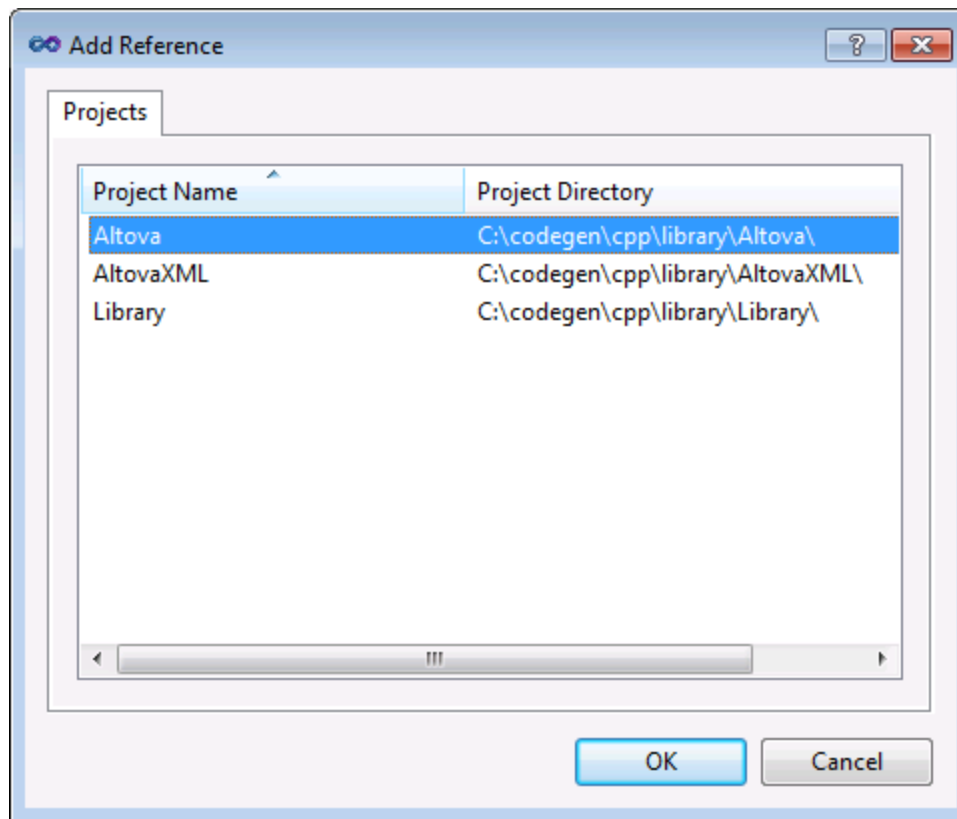 Add Reference
Projects
Project Name Project Directory
Altova C:\codegen\cpp\library\Altova\
AltovaXML C:\codegen\cpp\library\AltovaXML\
Library C:\codegen\cpp\library\Library\
OK Cancel